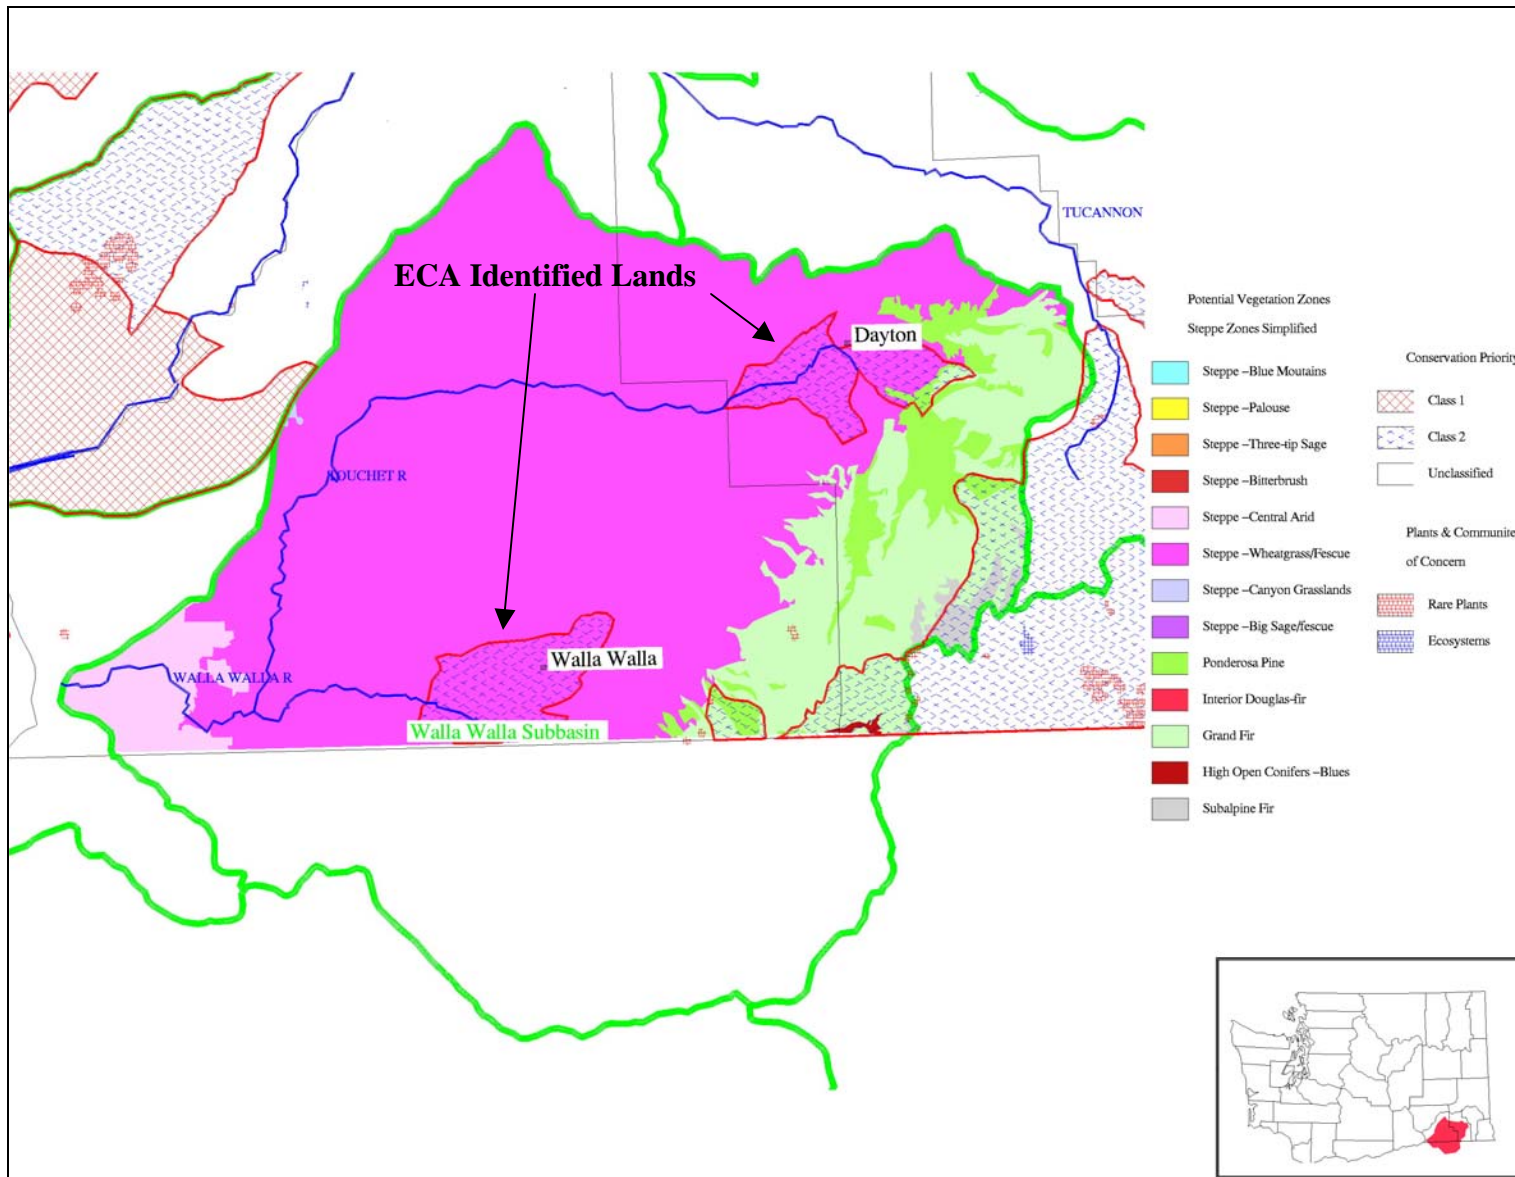 TUCANNON
ECA Identified Lands
Dayton
TOUCHET R
Walla Walla
WALLA WALLA R
Walla Walla Subbasin
Potential Vegetation Zones
Steppe Zones Simplified
Steppe –Blue Moutains
Steppe –Palouse
Steppe –Three-tip Sage
Steppe –Bitterbrush
Steppe –Central Arid
Steppe –Wheatgrass/Fescue
Steppe –Canyon Grasslands
Steppe –Big Sage/fescue
Ponderosa Pine
Interior Douglas-fir
Grand Fir
High Open Conifers –Blues
Subalpine Fir
Conservation Priority
Class 1
Class 2
Unclassified
Plants & Communite
of Concern
Rare Plants
Ecosystems